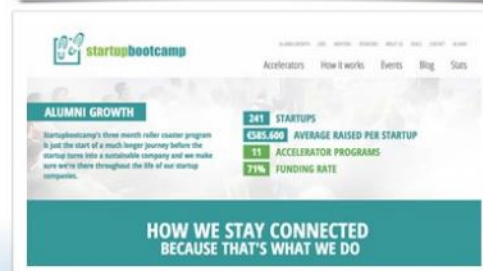 startupbootcamp
Accelerators How it works Events Blog Stats
ALUMNI GROWTH
Startupbootcamp's three month roller coaster program
is just the start of a much longer journey before the
startup turns into a sustainable company and we make
sure we're there throughout the life of our startup
companies.
241 STARTUPS
€585.600 AVERAGE RAISED PER STARTUP
11 ACCELERATOR PROGRAMS
71% FUNDING RATE
HOW WE STAY CONNECTED
BECAUSE THAT'S WHAT WE DO